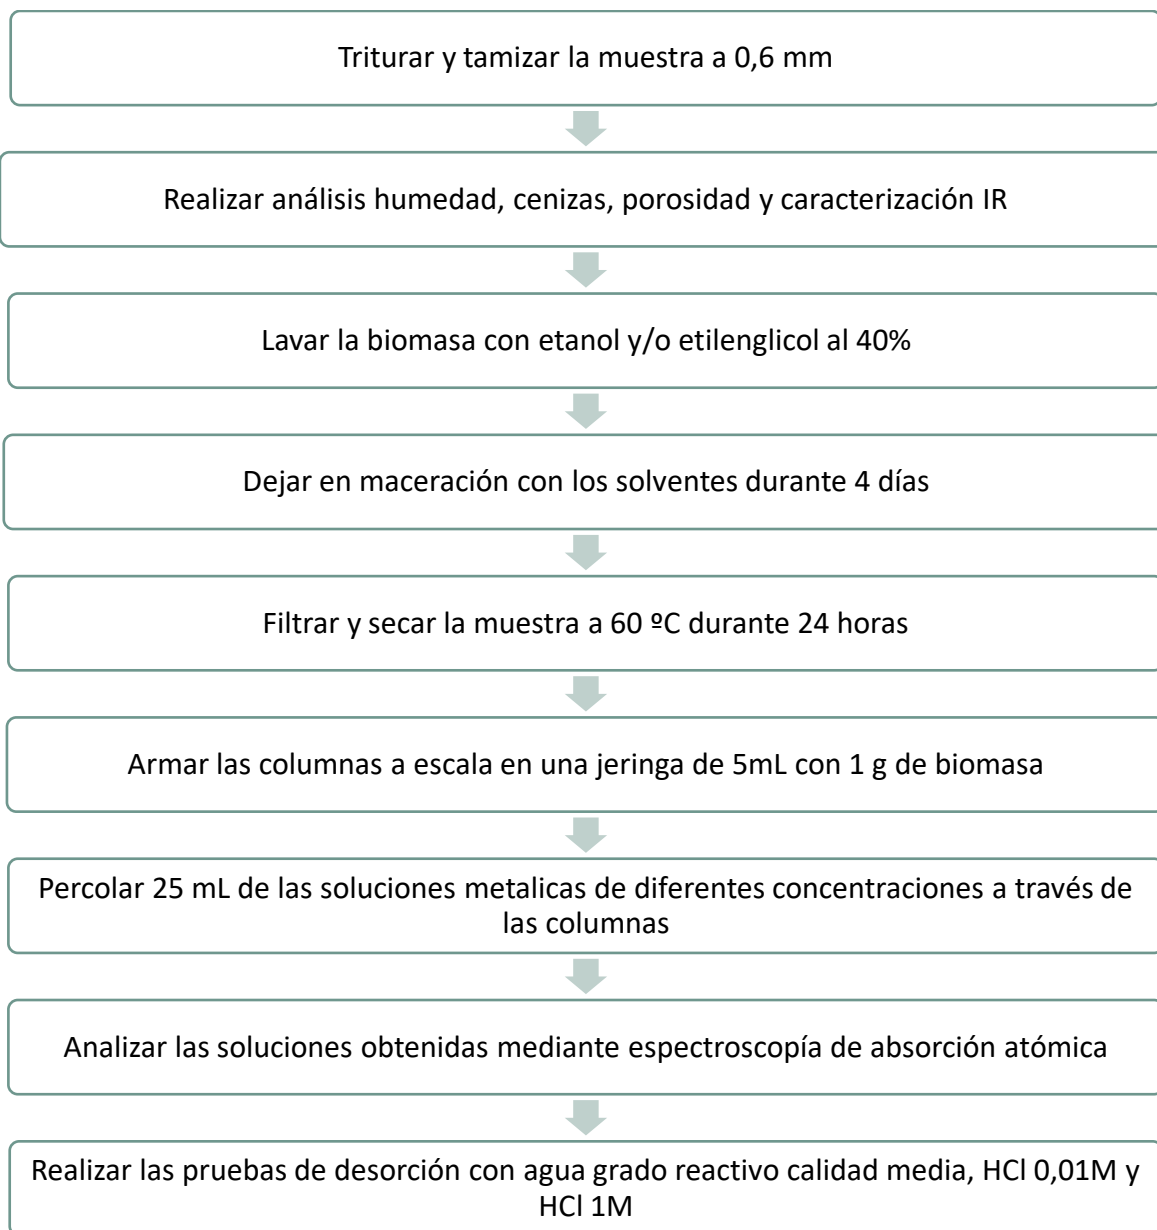 Triturar y tamizar la muestra a 0,6 mm
Realizar análisis humedad, cenizas, porosidad y caracterización IR
Lavar la biomasa con etanol y/o etilenglicol al 40%
Dejar en maceración con los solventes durante 4 días
Filtrar y secar la muestra a 60 ºC durante 24 horas
Armar las columnas a escala en una jeringa de 5mL con 1 g de biomasa
Percolar 25 mL de las soluciones metalicas de diferentes concentraciones a través de
las columnas
Analizar las soluciones obtenidas mediante espectroscopía de absorción atómica
Realizar las pruebas de desorción con agua grado reactivo calidad media, HCl 0,01M y
HCl 1M